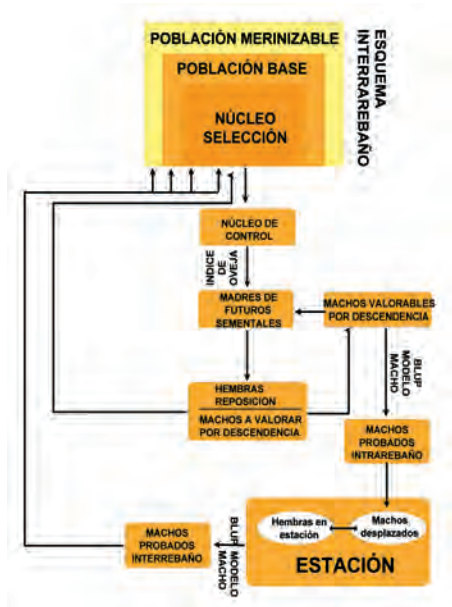 POBLACIÓN MERINIZABLE
POBLACIÓN BASE
NÚCLEO
SELECCIÓN
ESQUEMA
INTERRAREBAÑO
NÚCLEO DE
CONTROL
INDICE
DE
OVEJA
MADRES DE
FUTUROS
SEMENTALES
MACHOS VALORABLES
POR DESCENDENCIA
BLUP
MODELO
MACHO
HEMBRAS
REPOSICION
MACHOS A VALORAR
POR DESCENDENCIA
MACHOS
PROBADOS
INTRAREBAÑO
Hembras en
estación
Machos
desplazados
ESTACIÓN
BLUP MODELO
MACHO
MACHOS
PROBADOS
INTERREBAÑO